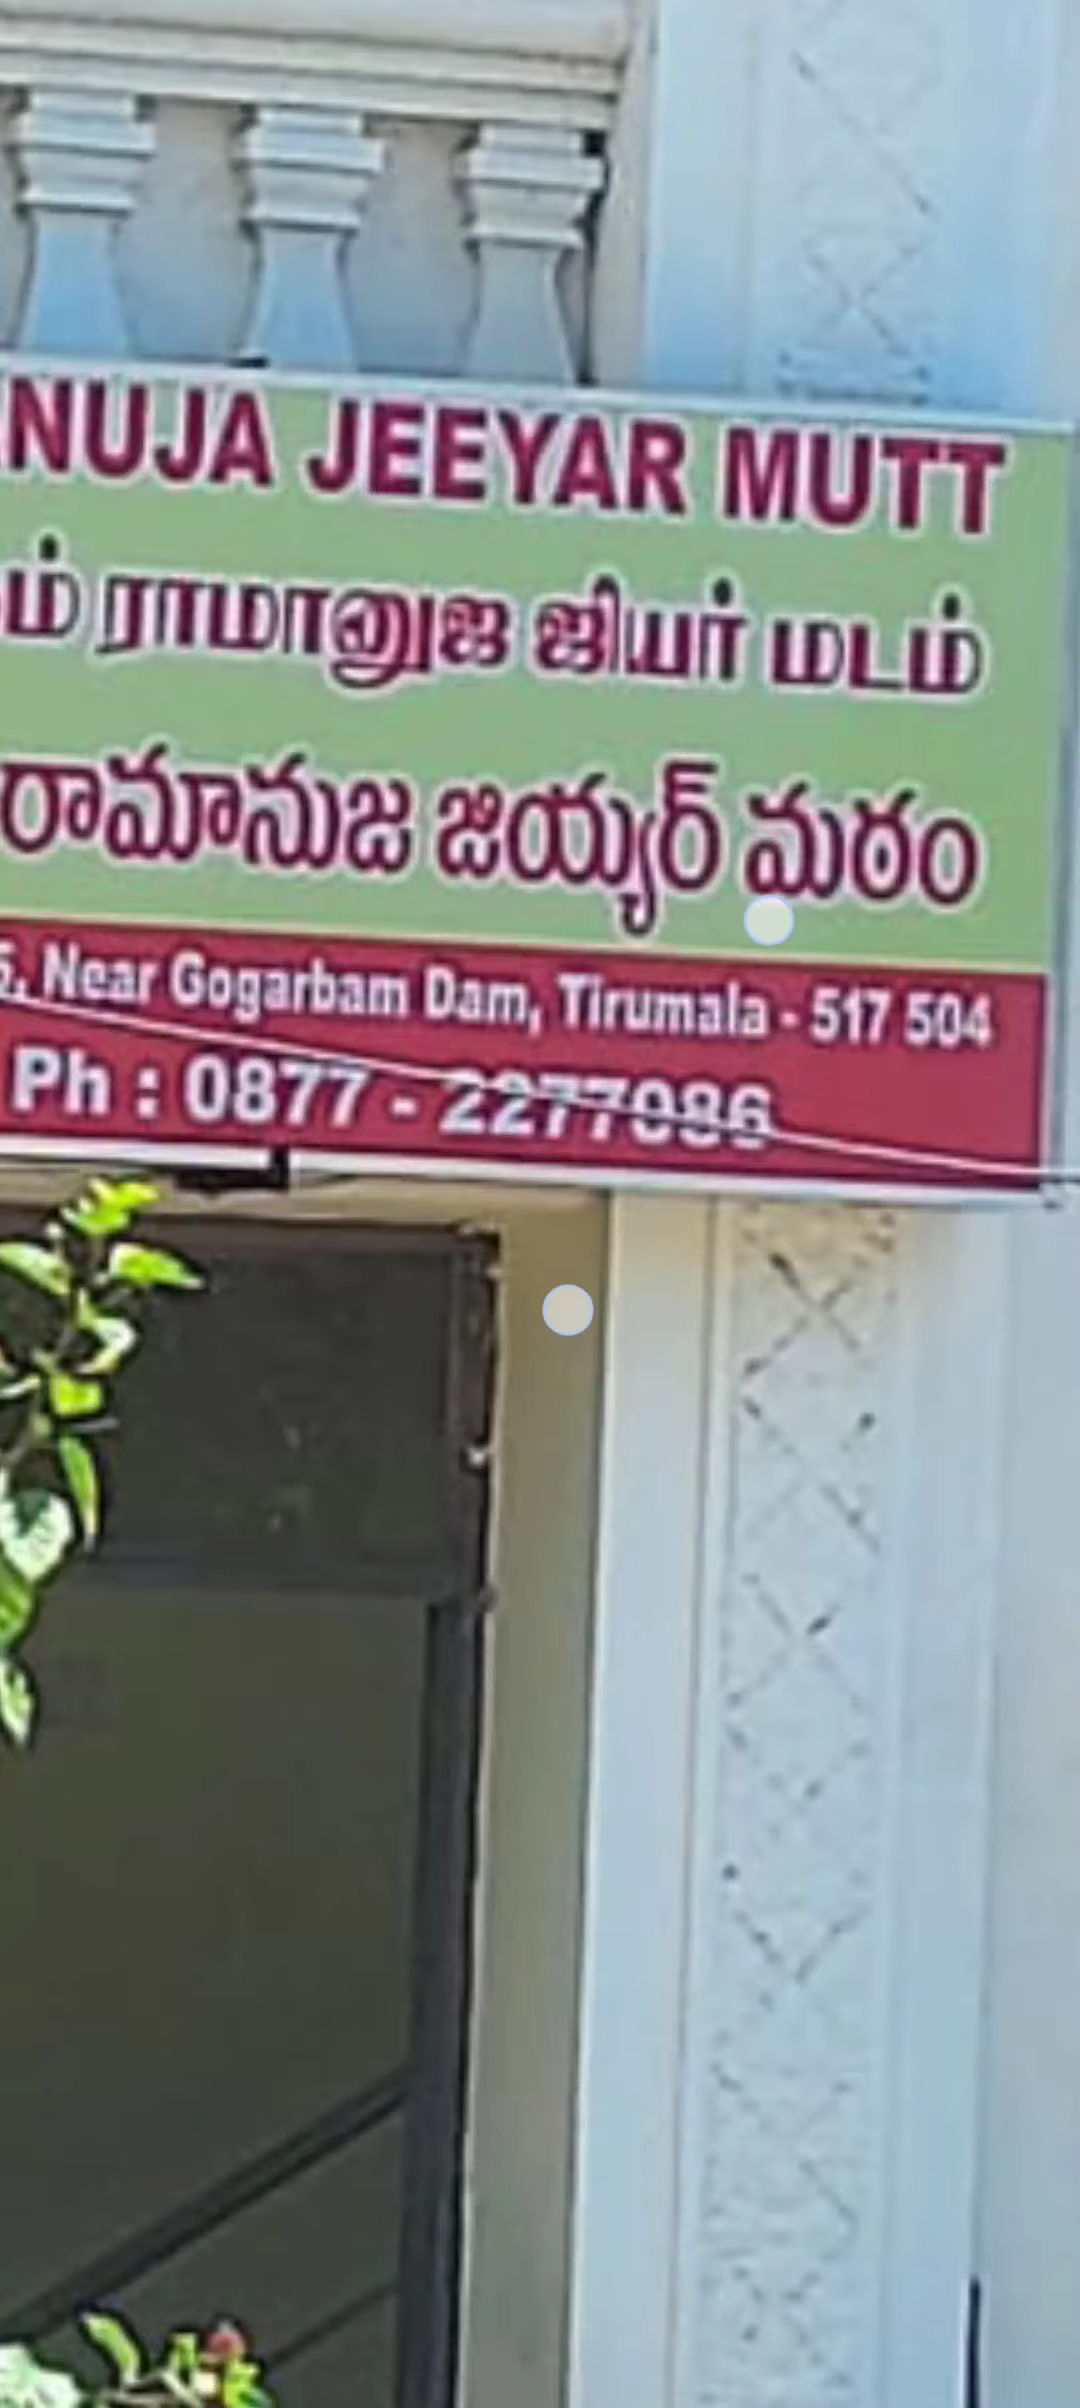 NUJA JEEYAR MUTT
ராமானுஜ ஜியர் மடம்
రామానుజ జియ్యర్ మఠం
Near Gogarbam Dam, Tirumala - 517 504
Ph : 0877 - 2277086